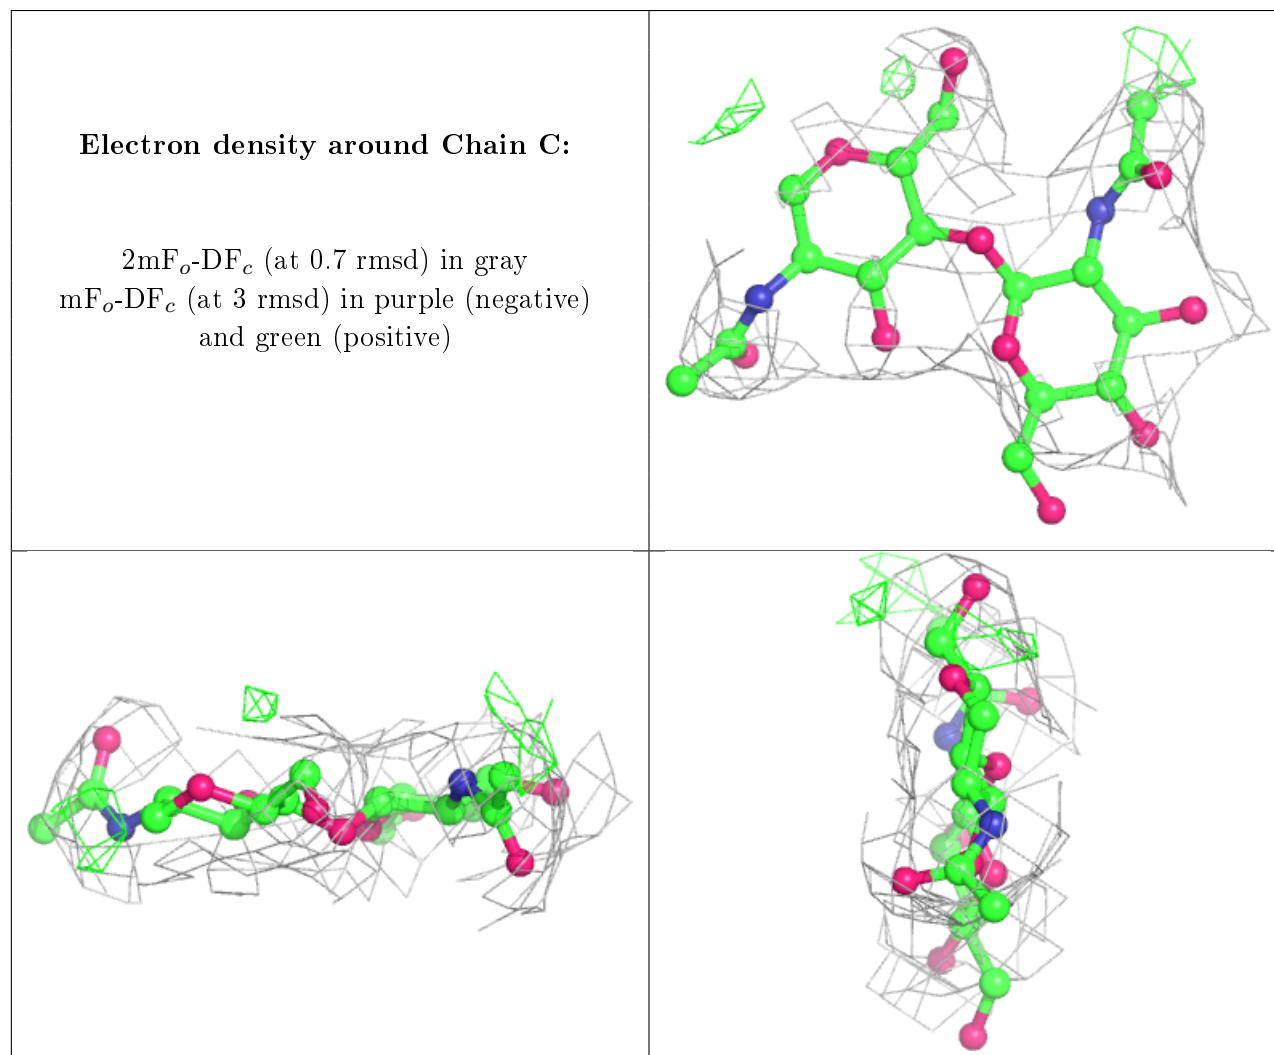 Electron density around Chain C:
2mFₒ-DF𝒸 (at 0.7 rmsd) in gray
mFₒ-DF𝒸 (at 3 rmsd) in purple (negative)
and green (positive)